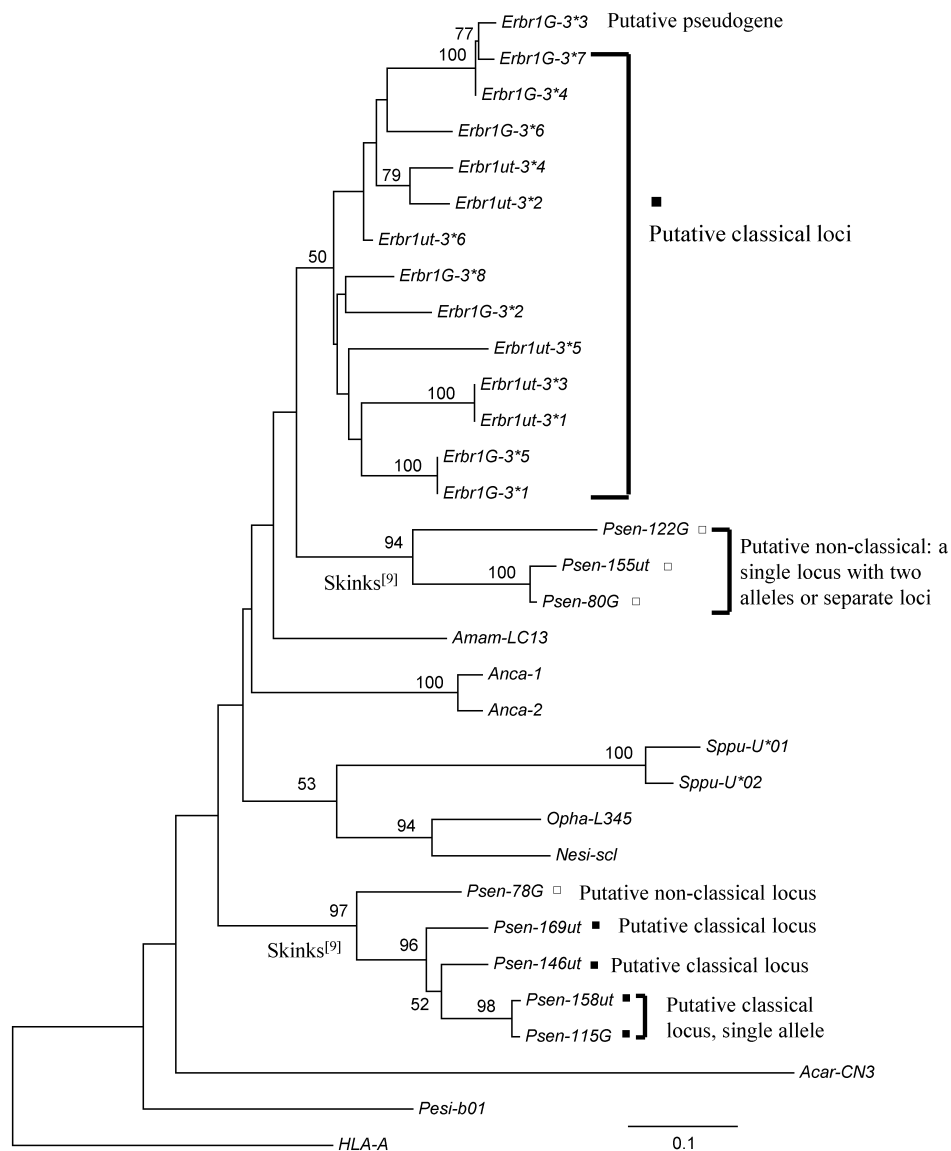 Erbr1G-3*3 Putative pseudogene
77
100
Erbr1G-3*7
Erbr1G-3*4
Erbr1G-3*6
Erbr1ut-3*4
79
Erbr1ut-3*2
Putative classical loci
Erbr1ut-3*6
50
Erbr1G-3*8
Erbr1G-3*2
Erbr1ut-3*5
Erbr1ut-3*3
100
Erbr1ut-3*1
Erbr1G-3*5
100
Erbr1G-3*1
Psen-122G
94
Putative non-classical: a
single locus with two
alleles or separate loci
Psen-155ut
100
Skinks[9]
Psen-80G
Amam-LC13
Anca-1
100
Anca-2
Sppu-U*01
100
Sppu-U*02
53
Opha-L345
94
Nesi-scl
Psen-78G Putative non-classical locus
97
Psen-169ut Putative classical locus
96
Skinks[9]
Psen-146ut Putative classical locus
52
98
Psen-158ut
Psen-115G
Putative classical
locus, single allele
Acar-CN3
Pesi-b01
HLA-A
0.1